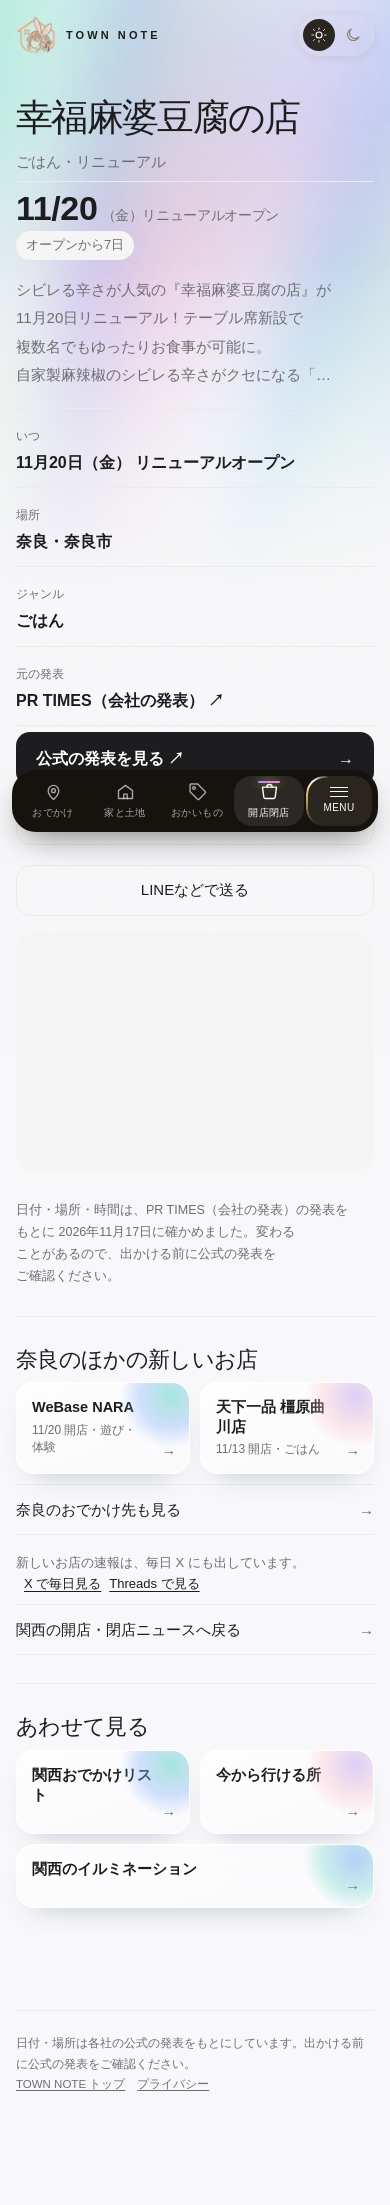 TOWN NOTE
幸福麻婆豆腐の店
ごはん・リニューアル
11/20（金）リニューアルオープン
オープンから7日
シビレる辛さが人気の『幸福麻婆豆腐の店』が
11月20日リニューアル！テーブル席新設で
複数名でもゆったりお食事が可能に。
自家製麻辣椒のシビレる辛さがクセになる「…
いつ
11月20日（金） リニューアルオープン
場所
奈良・奈良市
ジャンル
ごはん
元の発表
PR TIMES（会社の発表） ↗
公式の発表を見る ↗ →
おでかけ 家と土地 おかいもの 開店閉店 MENU
LINEなどで送る
日付・場所・時間は、PR TIMES（会社の発表）の発表を
もとに 2026年11月17日に確かめました。変わる
ことがあるので、出かける前に公式の発表を
ご確認ください。
奈良のほかの新しいお店
WeBase NARA
11/20 開店・遊び・
体験 →
天下一品 橿原曲
川店
11/13 開店・ごはん →
奈良のおでかけ先も見る →
新しいお店の速報は、毎日 X にも出しています。
X で毎日見る Threads で見る
関西の開店・閉店ニュースへ戻る →
あわせて見る
関西おでかけリス
ト →
今から行ける所 →
関西のイルミネーション →
日付・場所は各社の公式の発表をもとにしています。出かける前
に公式の発表をご確認ください。
TOWN NOTE トップ プライバシー